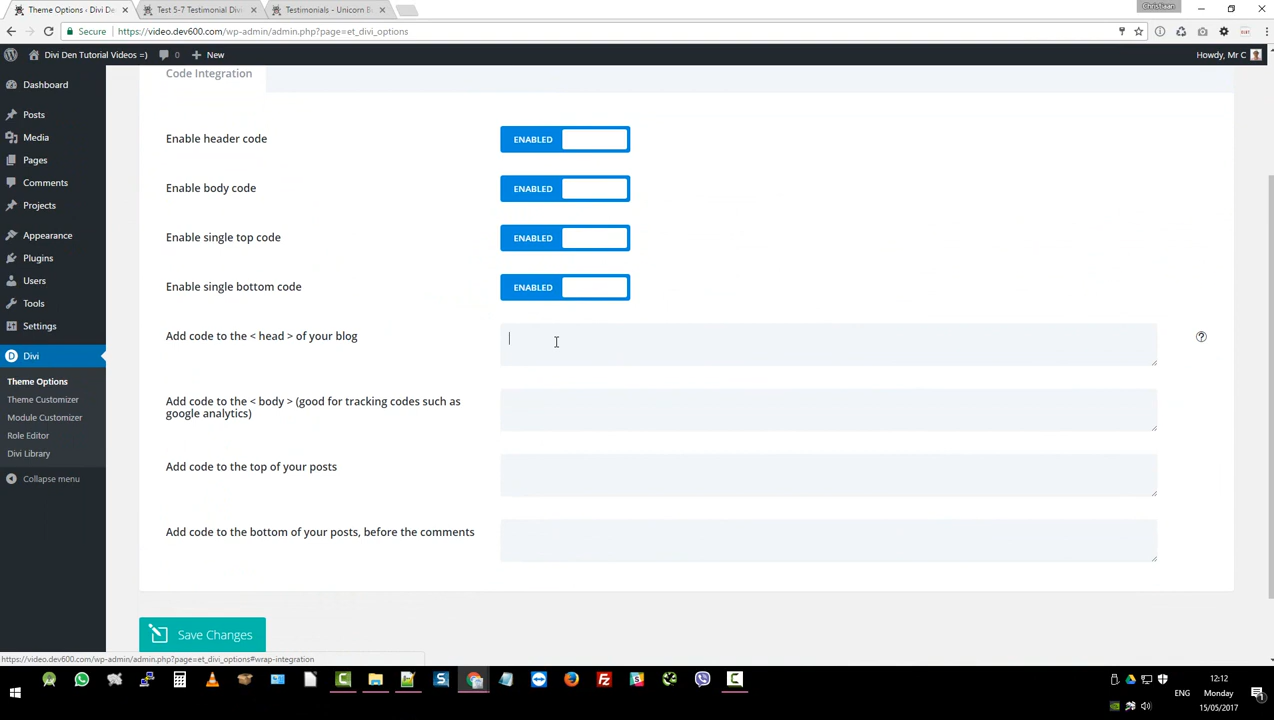 Theme Options ‹ Divi De
Test 5-7 Testimonial Divi
Testimonials – Unicorn B
Christiaan
Secure
https://video.dev600.com/wp-admin/admin.php?page=et_divi_options
Divi Den Tutorial Videos =)
0
New
Howdy, Mr C
Dashboard
Posts
Media
Pages
Comments
Projects
Appearance
Plugins
Users
Tools
Settings
Divi
Theme Options
Theme Customizer
Module Customizer
Role Editor
Divi Library
Collapse menu
Code Integration
Enable header code
ENABLED
Enable body code
ENABLED
Enable single top code
ENABLED
Enable single bottom code
ENABLED
Add code to the < head > of your blog
Add code to the < body > (good for tracking codes such as
google analytics)
Add code to the top of your posts
Add code to the bottom of your posts, before the comments
Save Changes
https://video.dev600.com/wp-admin/admin.php?page=et_divi_options#wrap-integration
ENG
12:12
Monday
15/05/2017